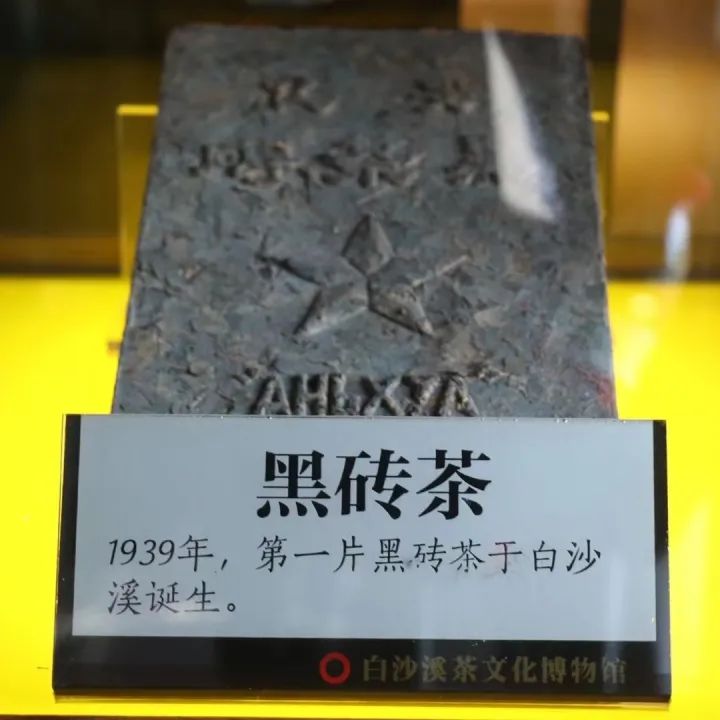 黑砖茶
1939年，第一片黑砖茶于白沙
溪诞生。
白沙溪茶文化博物馆